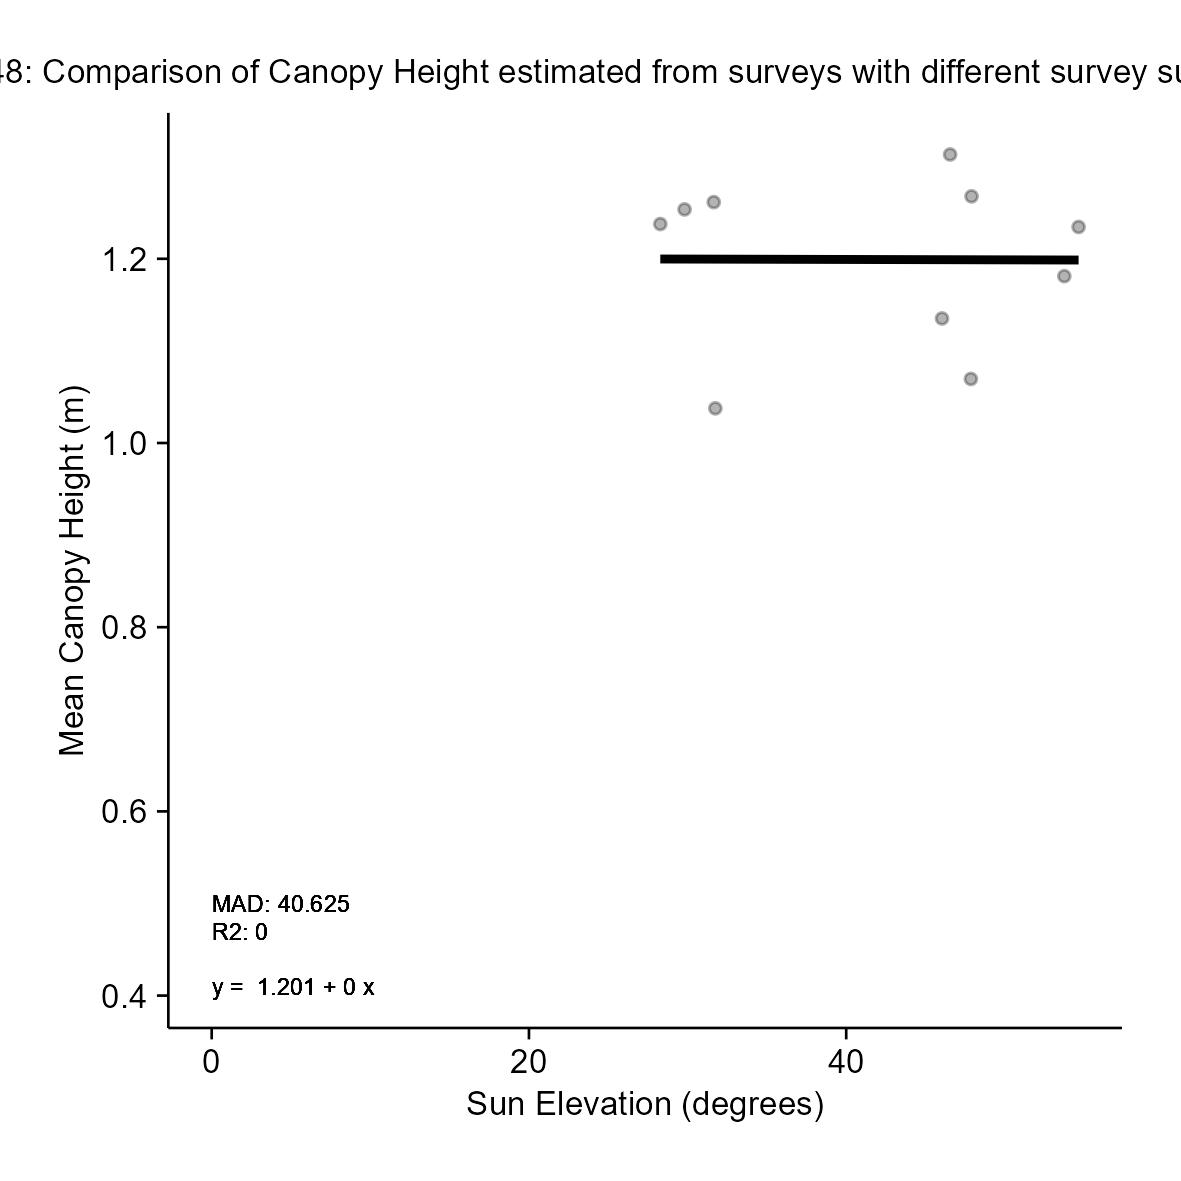 48: Comparison of Canopy Height estimated from surveys with different survey
Mean Canopy Height (m)
1.2
1.0
0.8
0.6
0.4
MAD: 40.625
R2: 0
y = 1.201 + 0 x
0 20 40
Sun Elevation (degrees)